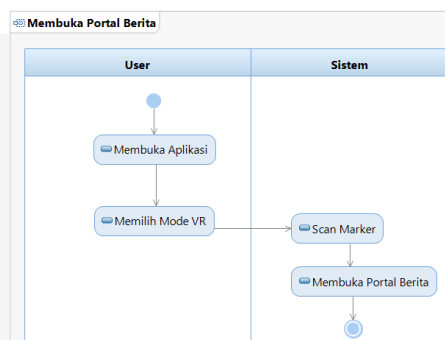 Membuka Portal Berita
User
Sistem
Membuka Aplikasi
Memilih Mode VR
Scan Marker
Membuka Portal Berita